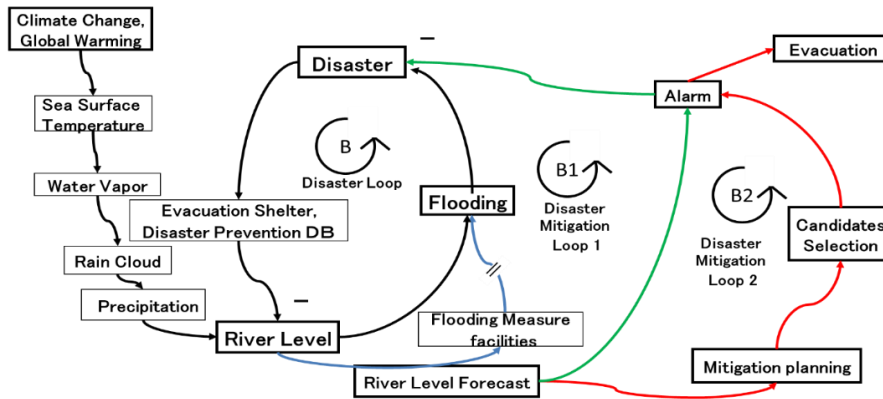 Climate Change,
Global Warming
Sea Surface
Temperature
Water Vapor
Rain Cloud
Precipitation
River Level
–
Evacuation Shelter,
Disaster Prevention DB
Disaster
–
B
Disaster Loop
Flooding
Flooding Measure
facilities
River Level Forecast
B1
Disaster
Mitigation
Loop 1
Alarm
Evacuation
B2
Disaster
Mitigation
Loop 2
Candidates
Selection
Mitigation planning